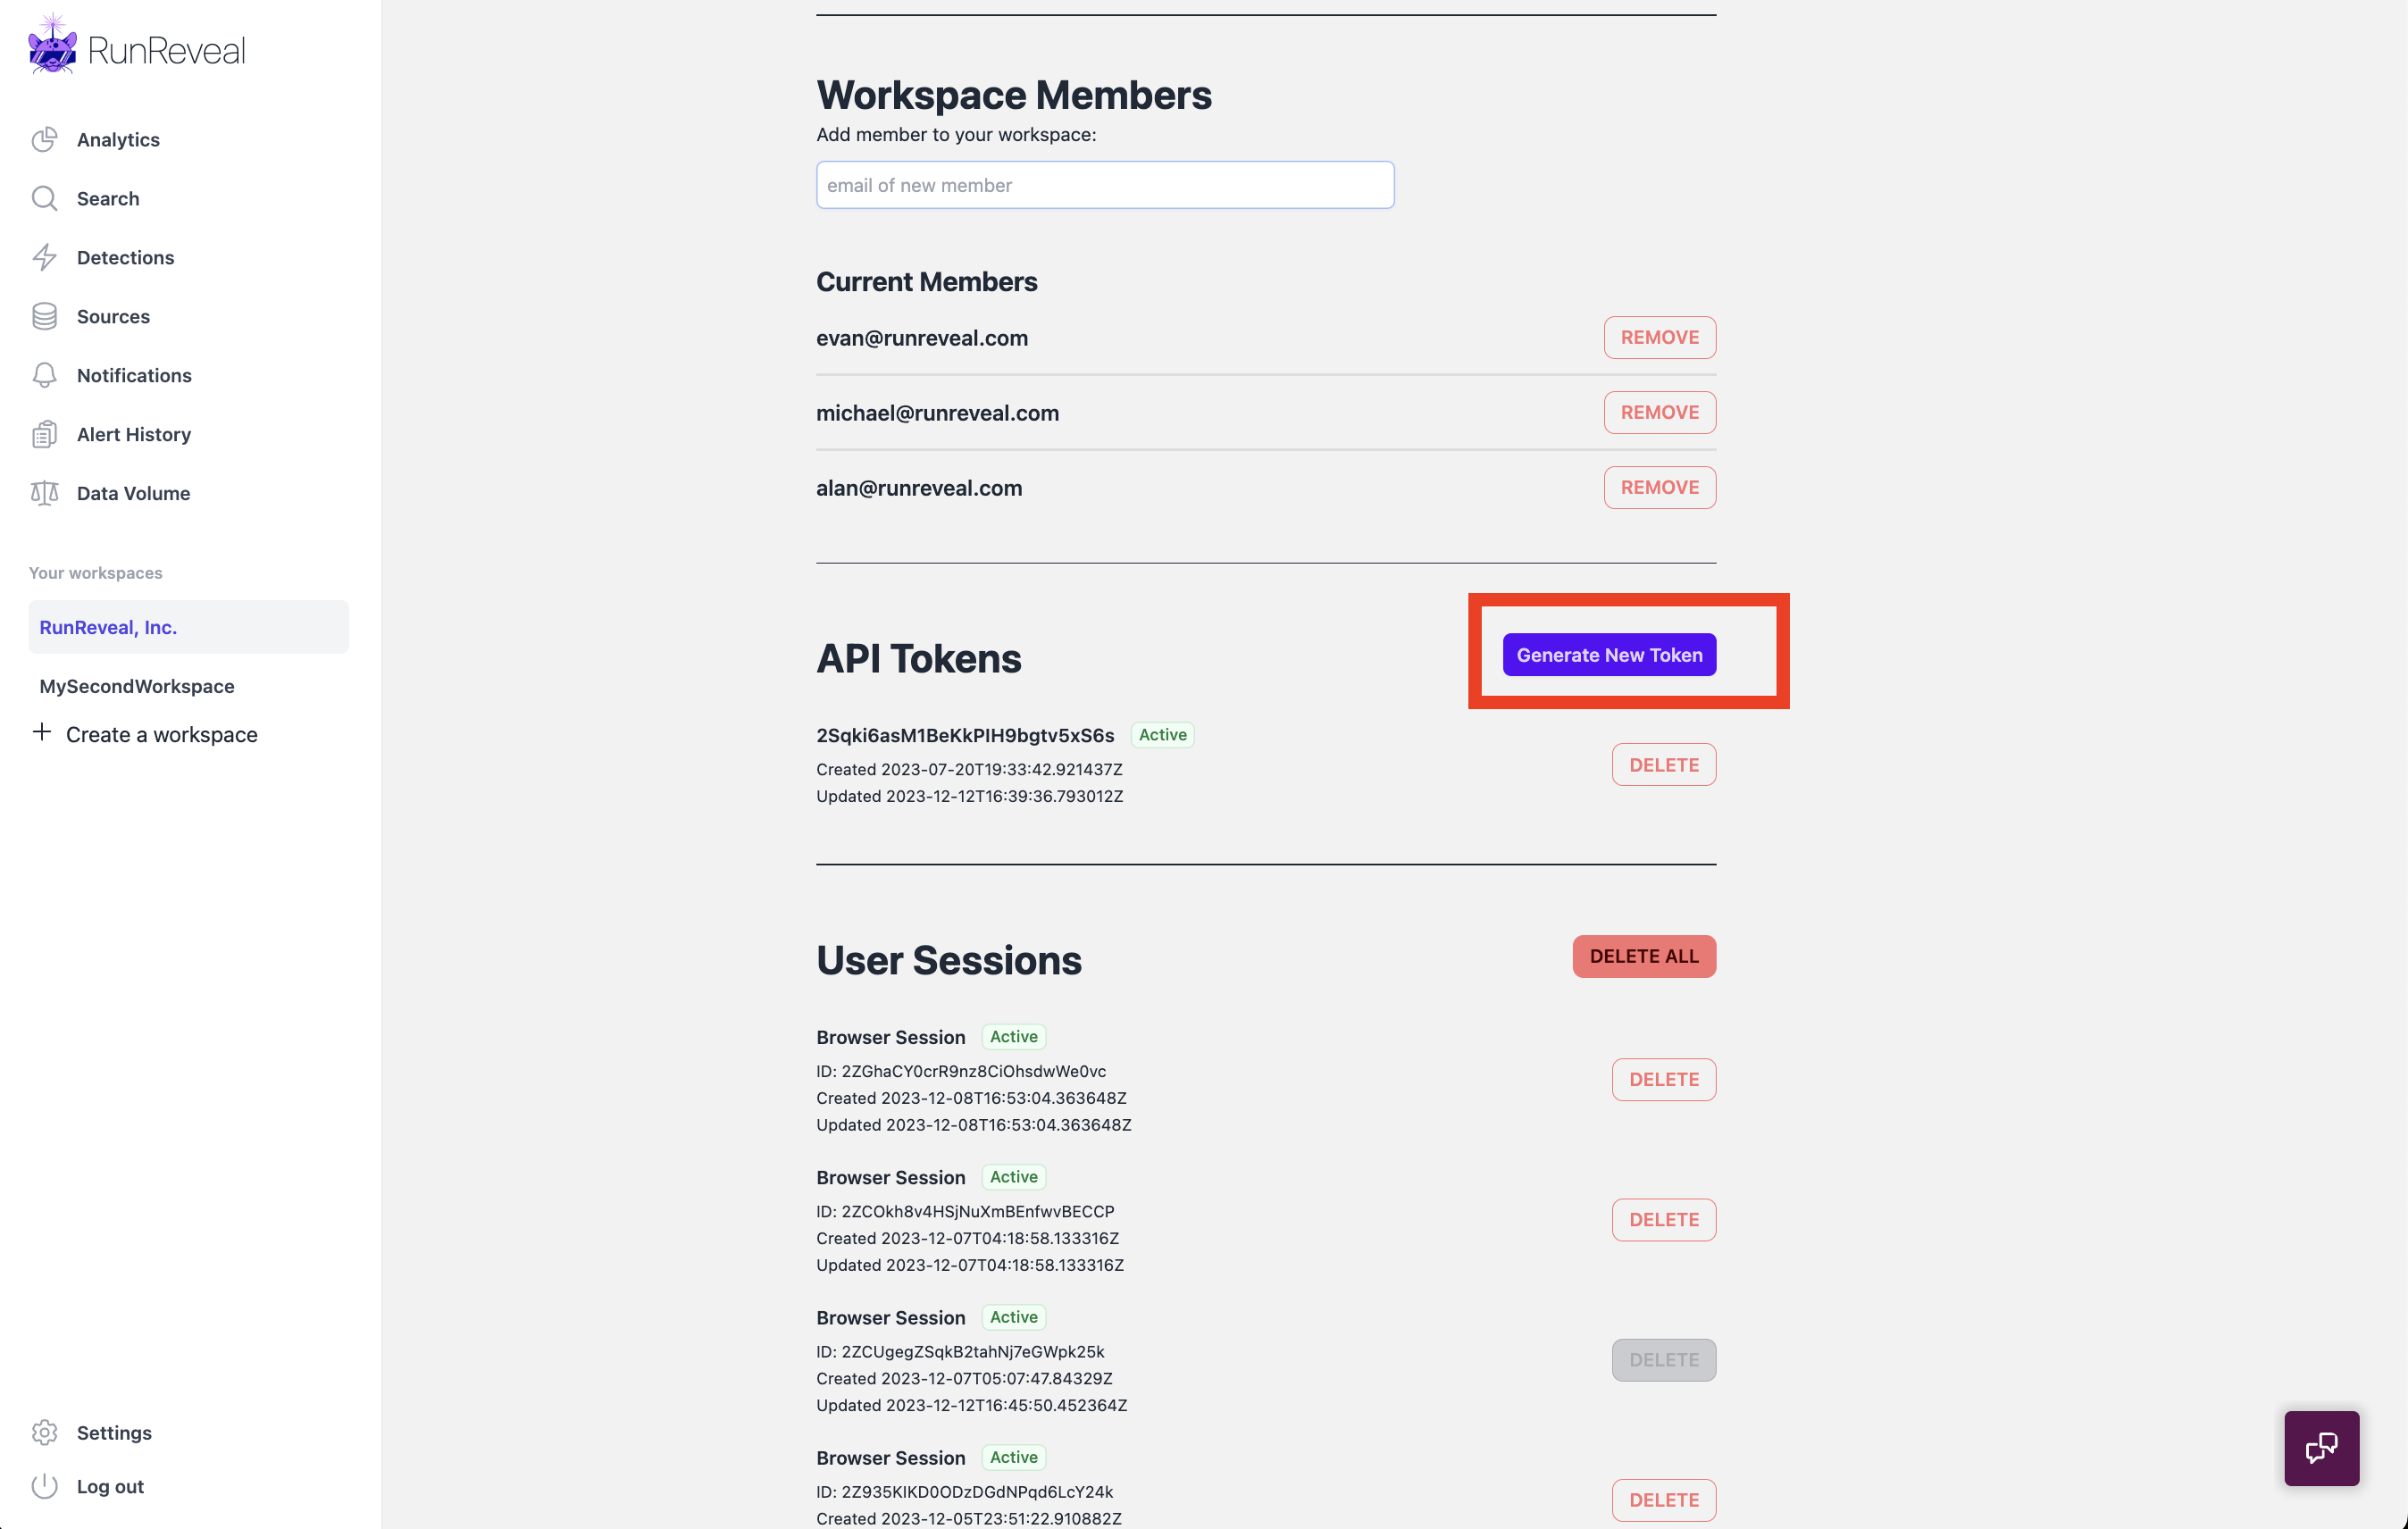 RunReveal
Analytics
Search
Detections
Sources
Notifications
Alert History
Data Volume
Your workspaces
RunReveal, Inc.
MySecondWorkspace
+ Create a workspace
Settings
Log out
Workspace Members
Add member to your workspace:
email of new member
Current Members
evan@runreveal.com REMOVE
michael@runreveal.com REMOVE
alan@runreveal.com REMOVE
API Tokens Generate New Token
2Sqki6asM1BeKkPIH9bgtv5xS6s Active
DELETE
Created 2023-07-20T19:33:42.921437Z
Updated 2023-12-12T16:39:36.793012Z
User Sessions DELETE ALL
Browser Session Active
ID: 2ZGhaCY0crR9nz8CiOhsdwWe0vc
DELETE
Created 2023-12-08T16:53:04.363648Z
Updated 2023-12-08T16:53:04.363648Z
Browser Session Active
ID: 2ZCOkh8v4HSjNuXmBEnfwvBECCP
DELETE
Created 2023-12-07T04:18:58.133316Z
Updated 2023-12-07T04:18:58.133316Z
Browser Session Active
ID: 2ZCUgegZSqkB2tahNj7eGWpk25k
DELETE
Created 2023-12-07T05:07:47.84329Z
Updated 2023-12-12T16:45:50.452364Z
Browser Session Active
ID: 2Z935KIKD0ODzDGdNPqd6LcY24k
DELETE
Created 2023-12-05T23:51:22.910882Z